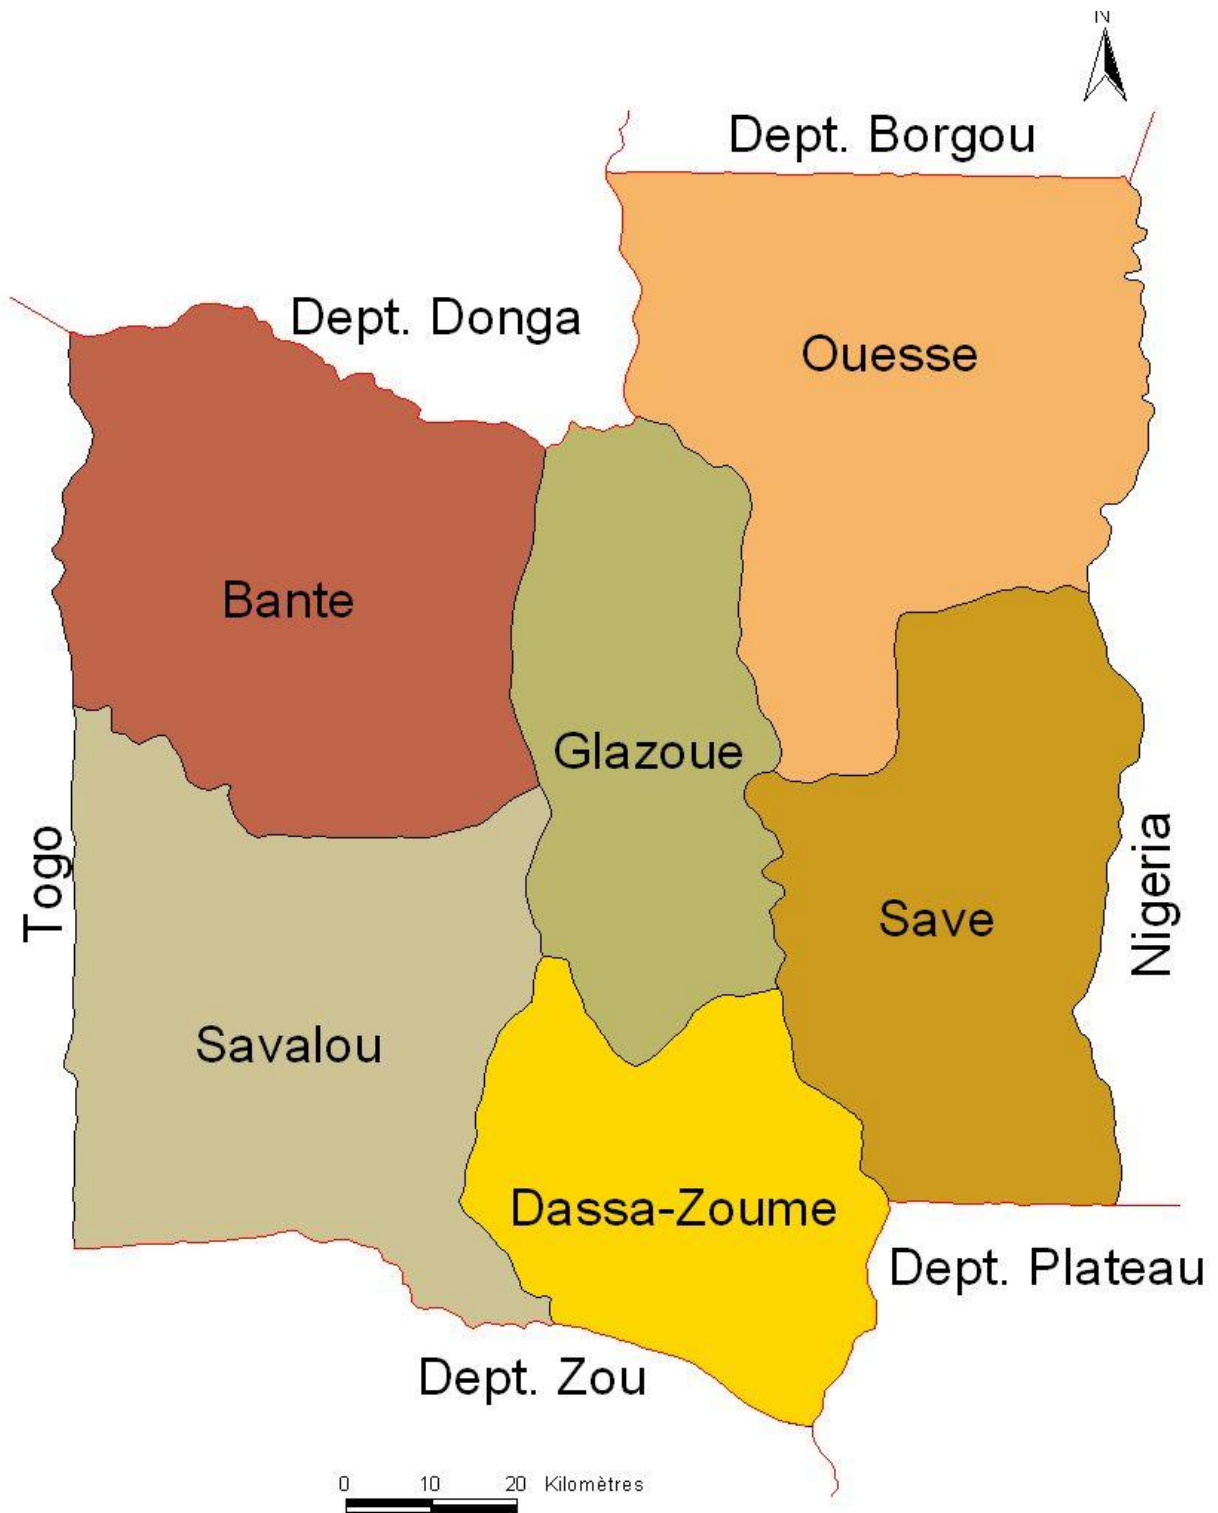 N
Dept. Borgou
Dept. Donga
Ouesse
Bante
Glazoue
Togo
Nigeria
Save
Savalou
Dassa-Zoume
Dept. Plateau
Dept. Zou
0 10 20 Kilomètres